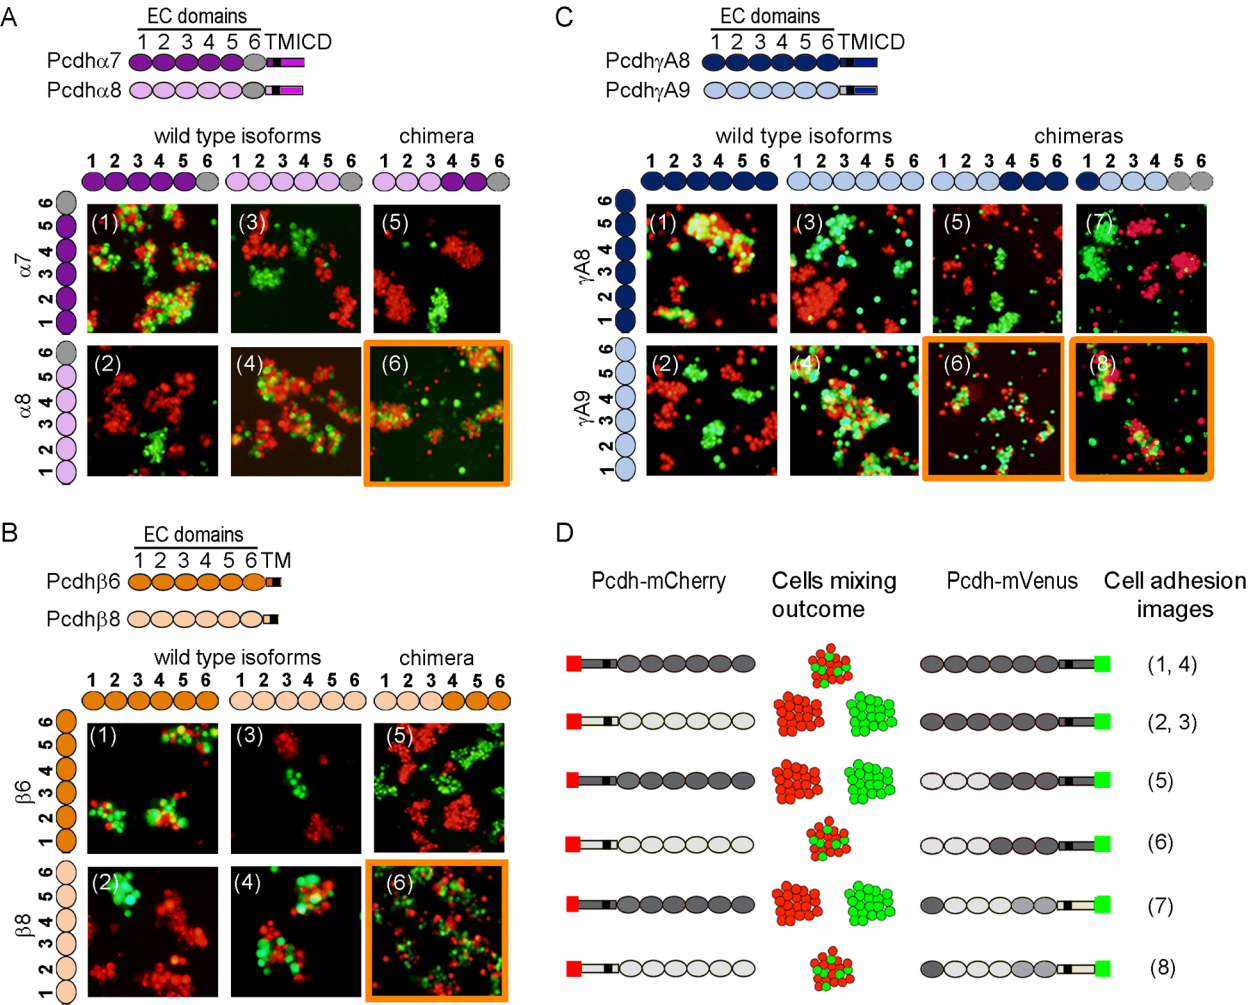 A
EC domains
1 2 3 4 5 6 TMICD
Pcdhα7
Pcdhα8
wild type isoforms
chimera
1 2 3 4 5 6
1 2 3 4 5 6
1 2 3 4 5 6
α7
6 5 4 3 2 1
(1)
(3)
(5)
α8
6 5 4 3 2 1
(2)
(4)
(6)
B
EC domains
1 2 3 4 5 6 TM
Pcdhβ6
Pcdhβ8
wild type isoforms
chimera
1 2 3 4 5 6
1 2 3 4 5 6
1 2 3 4 5 6
β6
6 5 4 3 2 1
(1)
(3)
(5)
β8
6 5 4 3 2 1
(2)
(4)
(6)
C
EC domains
1 2 3 4 5 6 TMICD
PcdhγA8
PcdhγA9
wild type isoforms
chimeras
1 2 3 4 5 6
1 2 3 4 5 6
1 2 3 4 5 6
1 2 3 4 5 6
γA8
6 5 4 3 2 1
(1)
(3)
(5)
(7)
γA9
6 5 4 3 2 1
(2)
(4)
(6)
(8)
D
Pcdh-mCherry
Cells mixing
outcome
Pcdh-mVenus
Cell adhesion
images
(1, 4)
(2, 3)
(5)
(6)
(7)
(8)